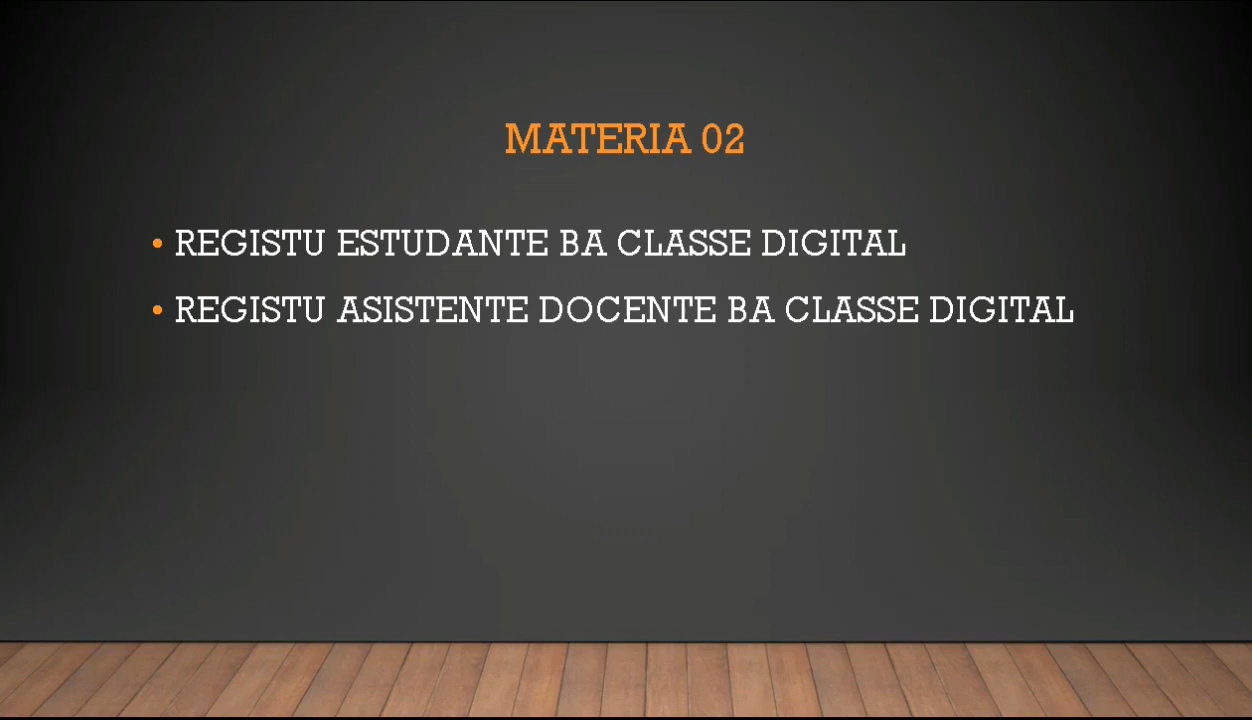 MATERIA 02
• REGISTU ESTUDANTE BA CLASSE DIGITAL
• REGISTU ASISTENTE DOCENTE BA CLASSE DIGITAL